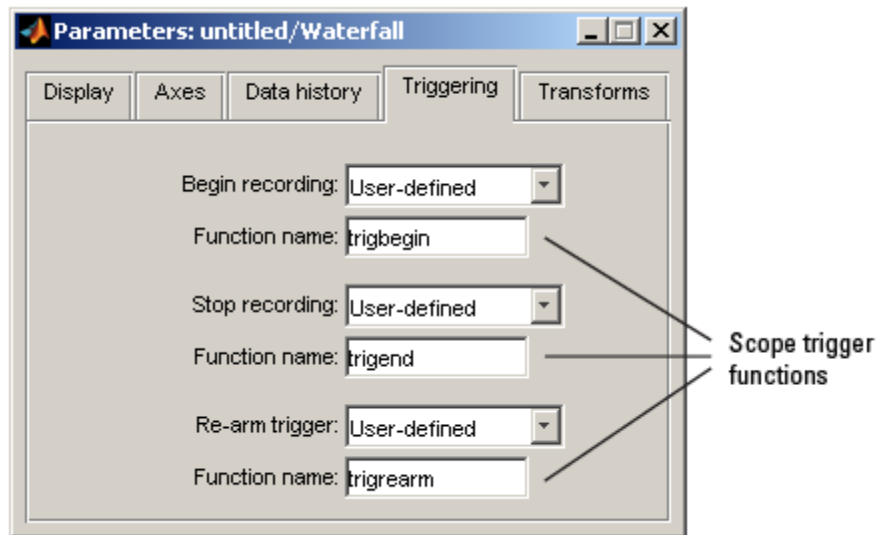 Parameters: untitled/Waterfall
Display Axes Data history Triggering Transforms
Begin recording: User-defined
Function name: trigbegin
Stop recording: User-defined
Function name: trigend
Re-arm trigger: User-defined
Function name: trigrearm
Scope trigger
functions